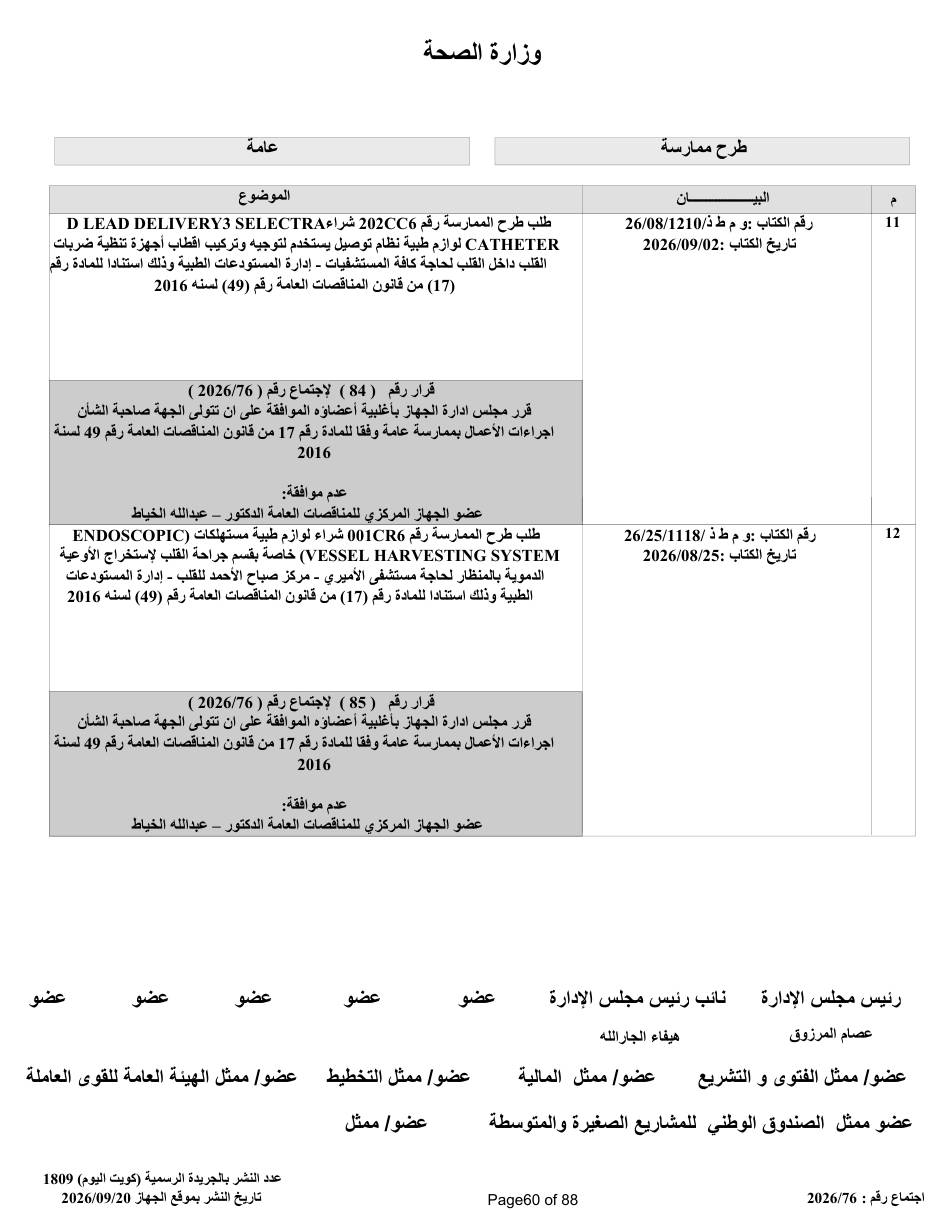 وزارة الصحة
طرح ممارسة
عامة
م
البيـــــــــــــــان
الموضوع
11
رقم الكتاب :و م ط ذ/26/08/1210
تاريخ الكتاب :2026/09/02
طلب طرح الممارسة رقم 202CC6 شراءD LEAD DELIVERY3 SELECTRA
CATHETER لوازم طبية نظام توصيل يستخدم لتوجيه وتركيب اقطاب أجهزة تنظية ضربات
القلب داخل القلب لحاجة كافة المستشفيات - إدارة المستودعات الطبية وذلك استنادا للمادة رقم
(17) من قانون المناقصات العامة رقم (49) لسنه 2016
قرار رقم ( 84 ) لإجتماع رقم ( 2026/76 )
قرر مجلس ادارة الجهاز بأغلبية أعضاؤه الموافقة على ان تتولى الجهة صاحبة الشأن
اجراءات الأعمال بممارسة عامة وفقا للمادة رقم 17 من قانون المناقصات العامة رقم 49 لسنة
2016
عدم موافقة:
عضو الجهاز المركزي للمناقصات العامة الدكتور – عبدالله الخياط
12
رقم الكتاب :و م ط ذ /26/25/1118
تاريخ الكتاب :2026/08/25
طلب طرح الممارسة رقم 001CR6 شراء لوازم طبية مستهلكات (ENDOSCOPIC
VESSEL HARVESTING SYSTEM) خاصة بقسم جراحة القلب لإستخراج الأوعية
الدموية بالمنظار لحاجة مستشفى الأميري - مركز صباح الأحمد للقلب - إدارة المستودعات
الطبية وذلك استنادا للمادة رقم (17) من قانون المناقصات العامة رقم (49) لسنه 2016
قرار رقم ( 85 ) لإجتماع رقم ( 2026/76 )
قرر مجلس ادارة الجهاز بأغلبية أعضاؤه الموافقة على ان تتولى الجهة صاحبة الشأن
اجراءات الأعمال بممارسة عامة وفقا للمادة رقم 17 من قانون المناقصات العامة رقم 49 لسنة
2016
عدم موافقة:
عضو الجهاز المركزي للمناقصات العامة الدكتور – عبدالله الخياط
رئيس مجلس الإدارة نائب رئيس مجلس الإدارة عضو عضو عضو عضو عضو
عصام المرزوق هيفاء الجارالله
عضو/ ممثل الفتوى و التشريع عضو/ ممثل المالية عضو/ ممثل التخطيط عضو/ ممثل الهيئة العامة للقوى العاملة
عضو ممثل الصندوق الوطني للمشاريع الصغيرة والمتوسطة عضو/ ممثل
عدد النشر بالجريدة الرسمية (كويت اليوم) 1809
اجتماع رقم : 2026/76 Page60 of 88 تاريخ النشر بموقع الجهاز 2026/09/20